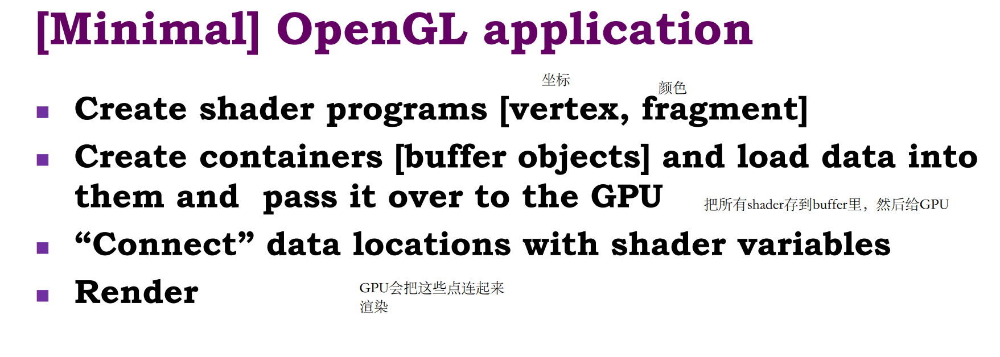 [Minimal] OpenGL application
坐标
颜色
Create shader programs [vertex, fragment]
Create containers [buffer objects] and load data into
them and pass it over to the GPU
把所有shader存到buffer里，然后给GPU
“Connect” data locations with shader variables
Render
GPU会把这些点连起来
渲染